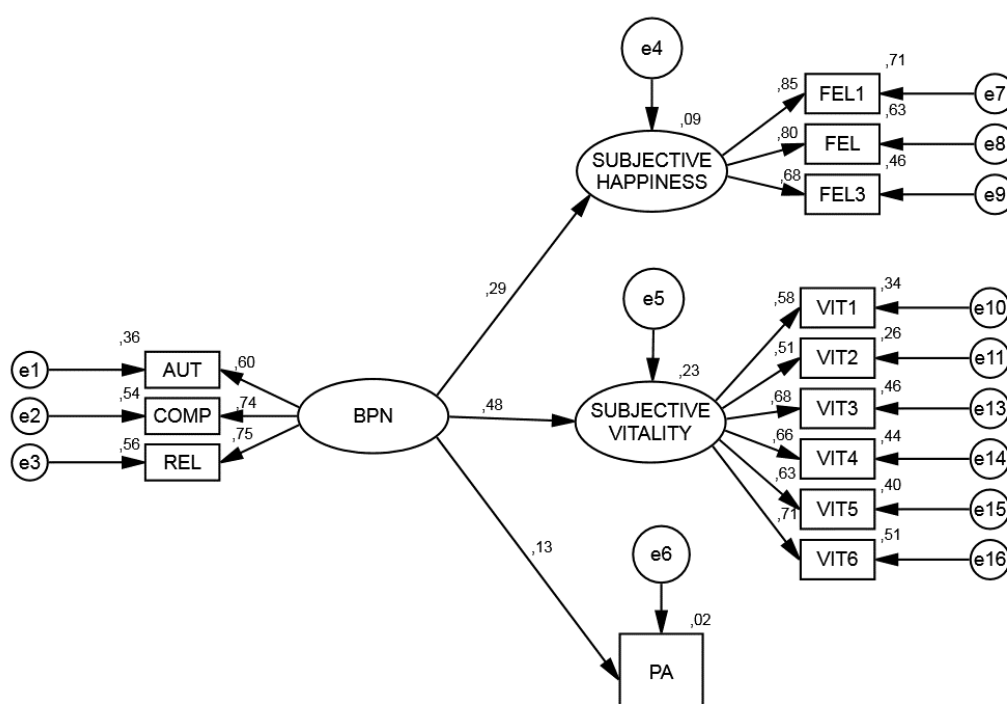 e4
,09
SUBJECTIVE
HAPPINESS
,85
,80
,68
,71
FEL1
e7
,63
FEL
e8
,46
FEL3
e9
,29
e5
,23
SUBJECTIVE
VITALITY
,58
,51
,68
,66
,63
,71
,34
VIT1
e10
,26
VIT2
e11
,46
VIT3
e13
,44
VIT4
e14
,40
VIT5
e15
,51
VIT6
e16
,36
e1
AUT
,60
,54
e2
COMP
,74
,56
e3
REL
,75
BPN
,48
,13
e6
,02
PA